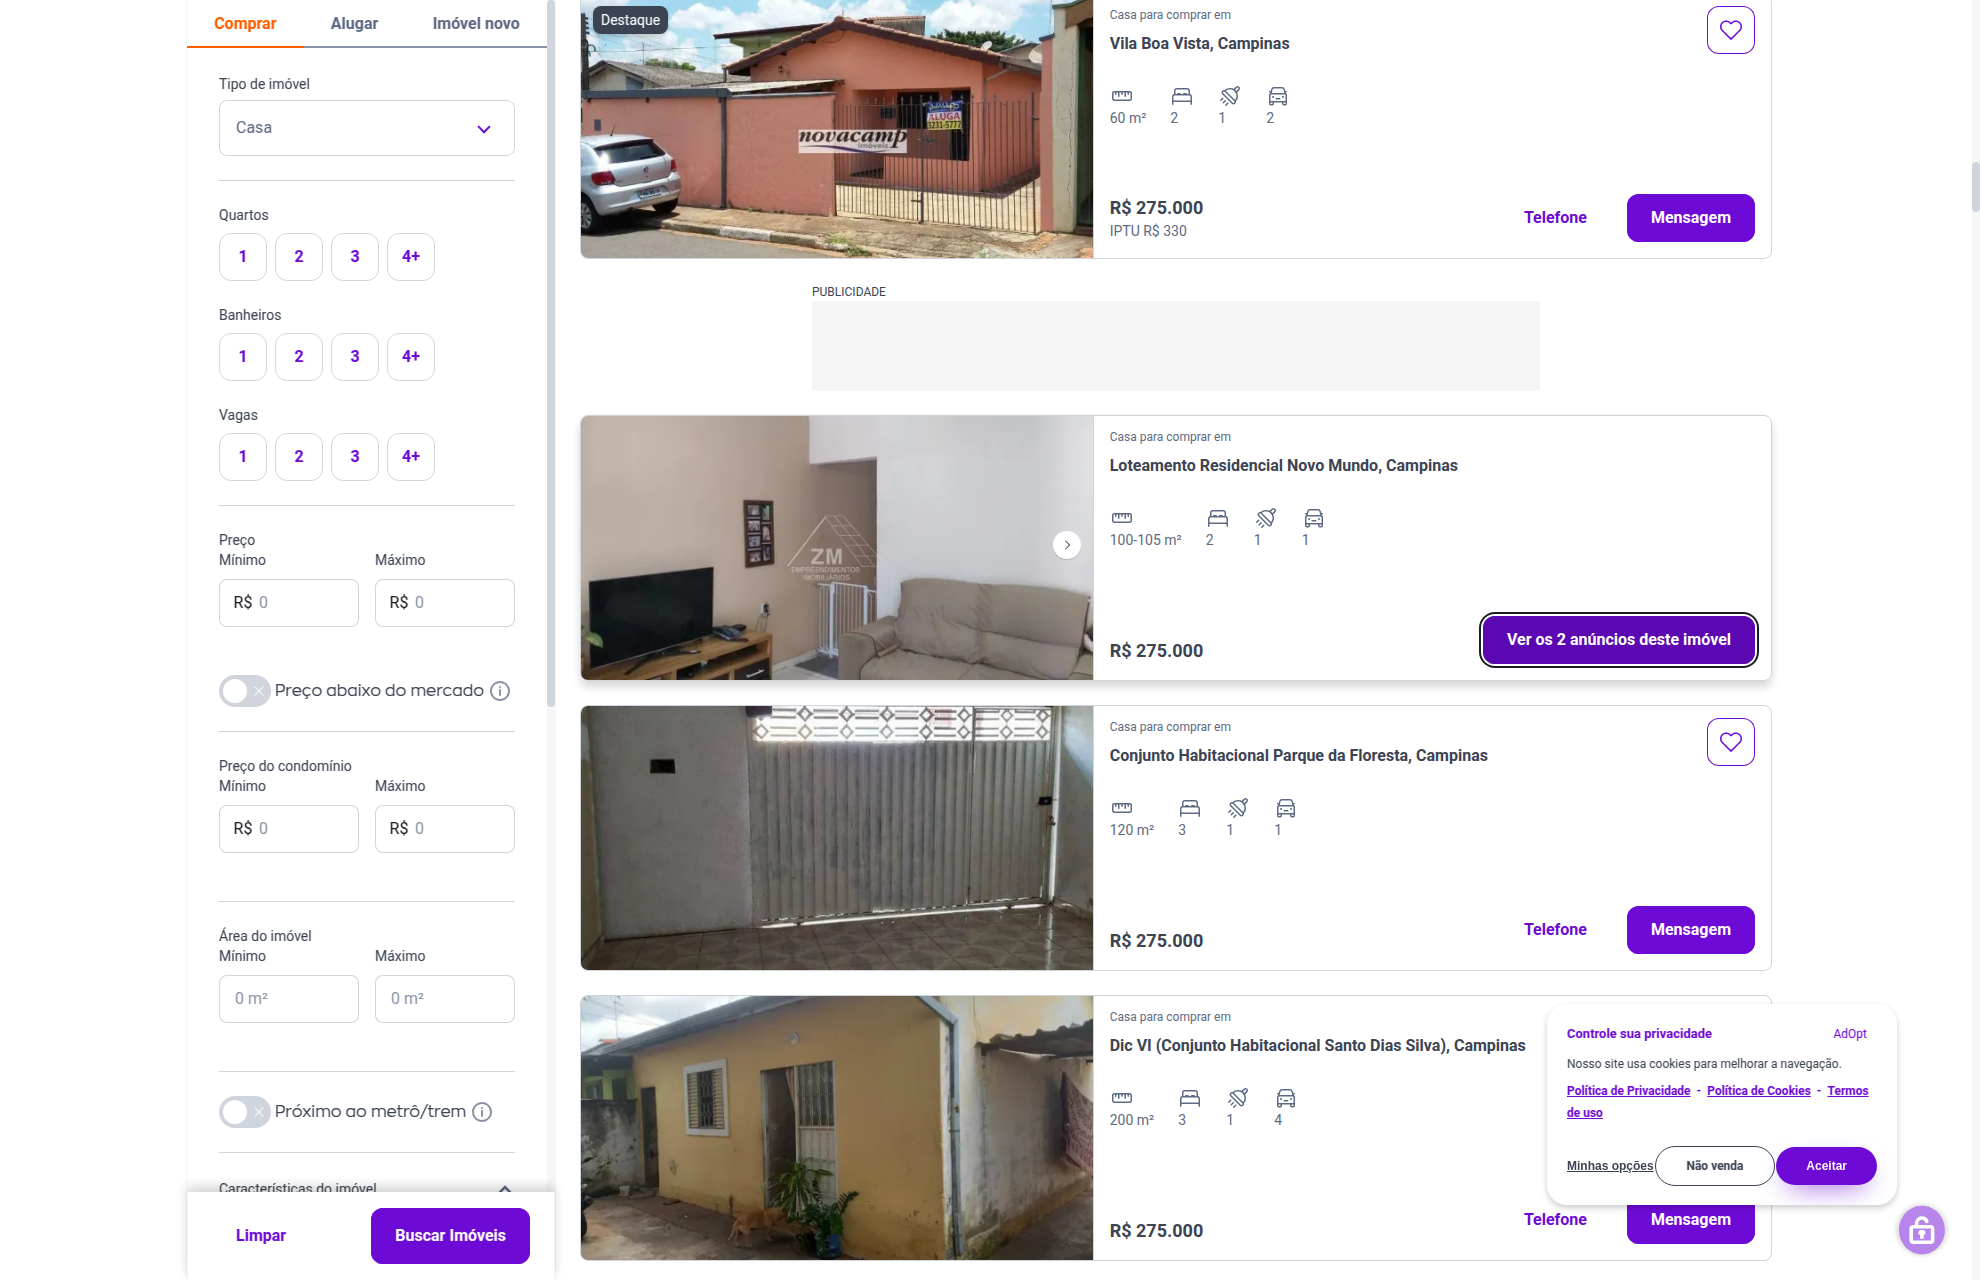 Comprar
Alugar
Imóvel novo
Tipo de imóvel
Casa
Quartos
1
2
3
4+
Banheiros
1
2
3
4+
Vagas
1
2
3
4+
Preço
Mínimo
Máximo
R$ 0
R$ 0
Preço abaixo do mercado
Preço do condomínio
Mínimo
Máximo
R$ 0
R$ 0
Área do imóvel
Mínimo
Máximo
0 m²
0 m²
Próximo ao metrô/trem
Características do imóvel
Limpar
Buscar Imóveis
Destaque
ALUGA
3231-5777
novacamp
imóveis
Casa para comprar em
Vila Boa Vista, Campinas
60 m²
2
1
2
R$ 275.000
IPTU R$ 330
Telefone
Mensagem
PUBLICIDADE
ZM
EMPREENDIMENTOS
IMOBILIÁRIOS
Casa para comprar em
Loteamento Residencial Novo Mundo, Campinas
100-105 m²
2
1
1
R$ 275.000
Ver os 2 anúncios deste imóvel
Casa para comprar em
Conjunto Habitacional Parque da Floresta, Campinas
120 m²
3
1
1
R$ 275.000
Telefone
Mensagem
Casa para comprar em
Dic VI (Conjunto Habitacional Santo Dias Silva), Campinas
200 m²
3
1
4
R$ 275.000
Telefone
Mensagem
Controle sua privacidade
AdOpt
Nosso site usa cookies para melhorar a navegação.
Política de Privacidade - Política de Cookies - Termos
de uso
Minhas opções
Não venda
Aceitar